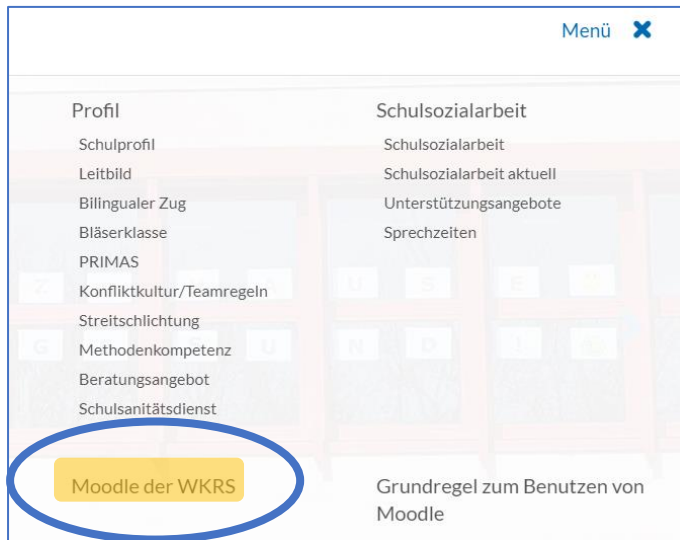 Menü
Profil
Schulprofil
Leitbild
Bilingualer Zug
Bläserklasse
PRIMAS
Konfliktkultur/Teamregeln
Streitschlichtung
Methodenkompetenz
Beratungsangebot
Schulsanitätsdienst
Schulsozialarbeit
Schulsozialarbeit
Schulsozialarbeit aktuell
Unterstützungsangebote
Sprechzeiten
Moodle der WKRS
Grundregel zum Benutzen von
Moodle